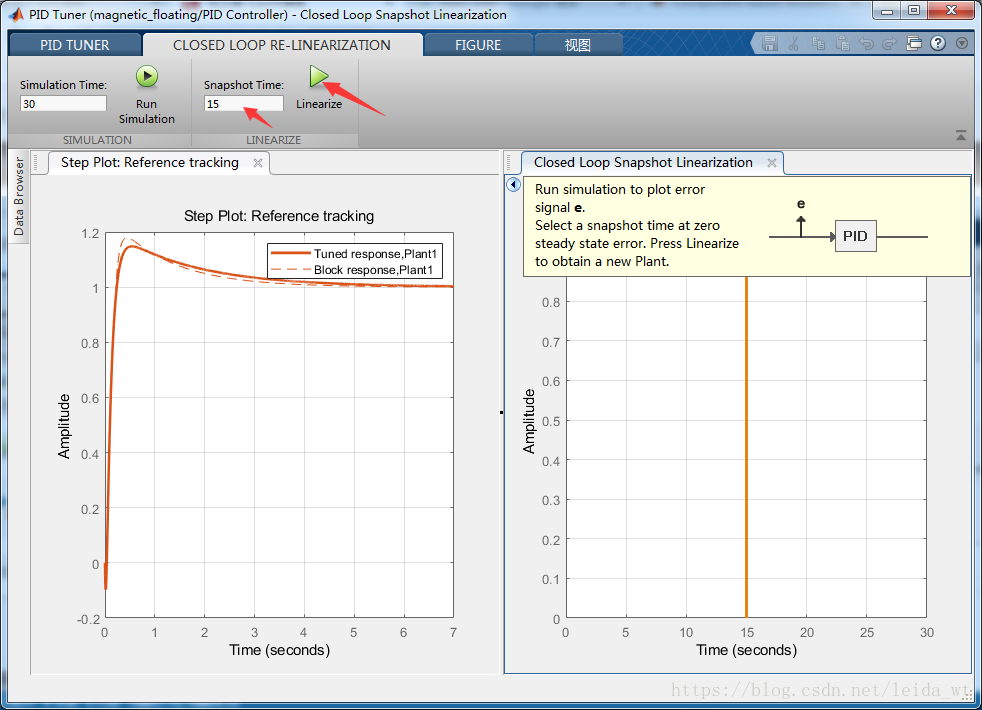 PID Tuner (magnetic_floating/PID Controller) - Closed Loop Snapshot Linearization
PID TUNER
CLOSED LOOP RE-LINEARIZATION
FIGURE
视图
Simulation Time:
30
Run
Simulation
SIMULATION
Snapshot Time:
15
Linearize
LINEARIZE
Data Browser
Step Plot: Reference tracking
Step Plot: Reference tracking
Tuned response,Plant1
Block response,Plant1
1.2
1
0.8
0.6
0.4
0.2
0
-0.2
Amplitude
0 1 2 3 4 5 6 7
Time (seconds)
Closed Loop Snapshot Linearization
Run simulation to plot error
signal e.
Select a snapshot time at zero
steady state error. Press Linearize
to obtain a new Plant.
e
PID
0.8
0.7
0.6
0.5
0.4
0.3
0.2
0.1
0
Amplitude
0 5 10 15 20 25 30
Time (seconds)
https://blog.csdn.net/leida_wt